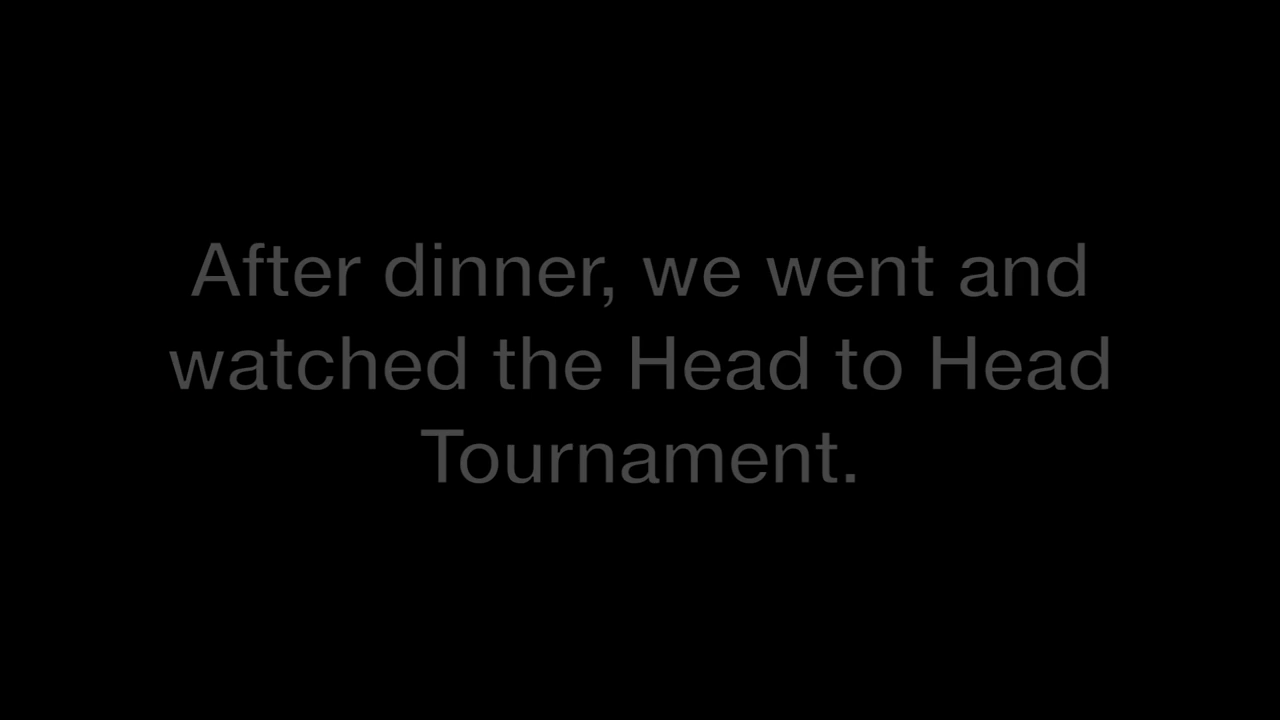 After dinner, we went and
watched the Head to Head
Tournament.